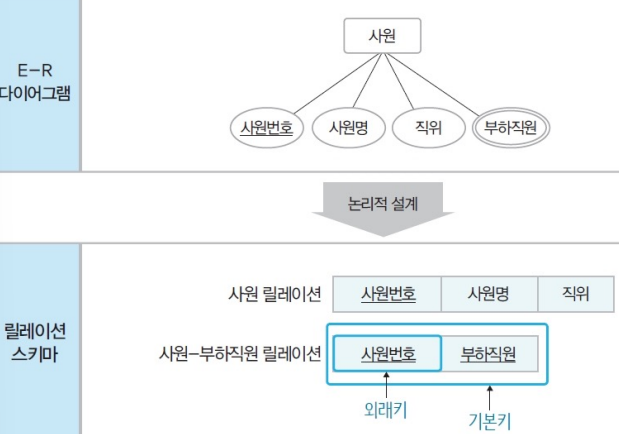 E-R
다이어그램
사원
사원번호 사원명 직위 부하직원
논리적 설계
릴레이션
스키마
사원 릴레이션 사원번호 사원명 직위
사원-부하직원 릴레이션 사원번호 부하직원
외래키
기본키